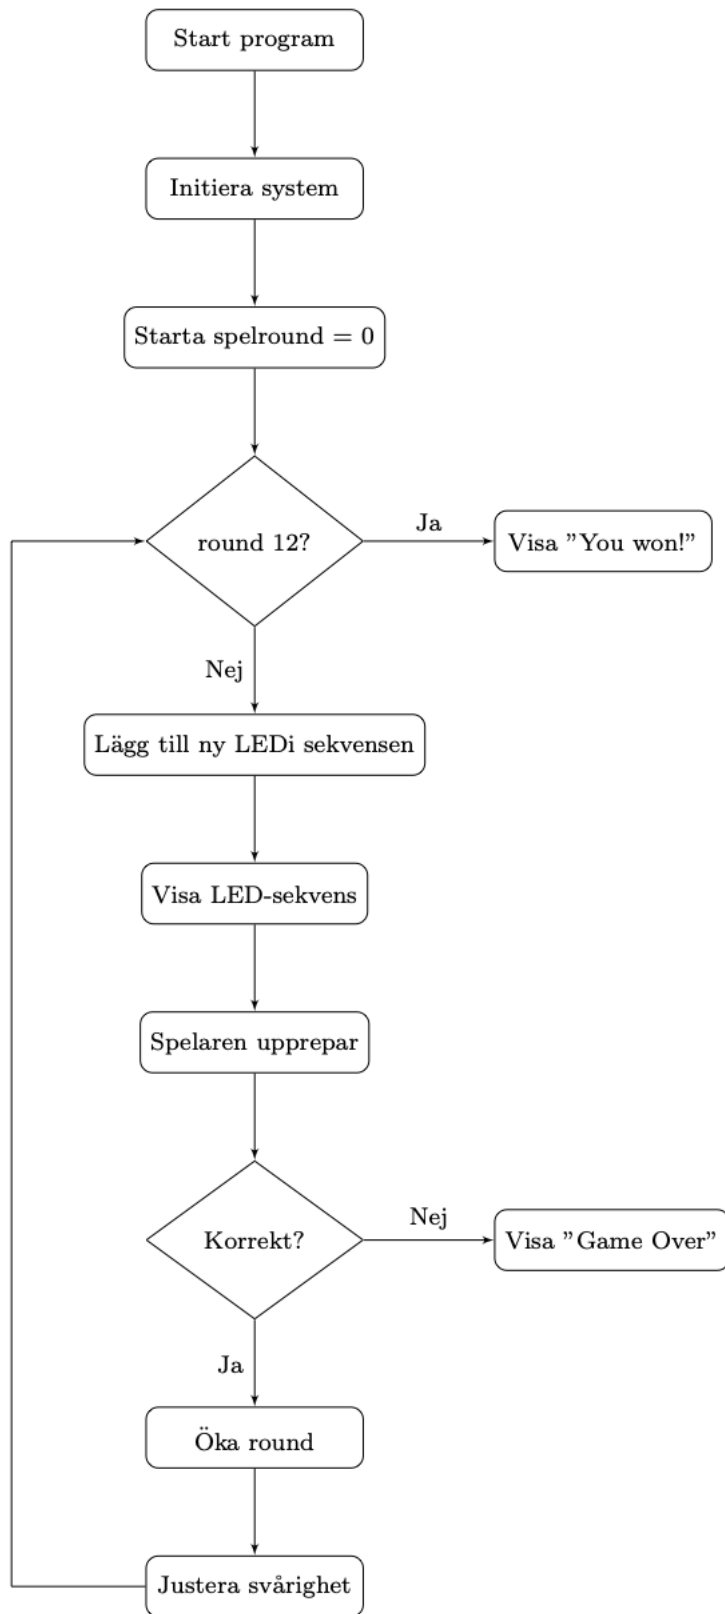 Start program
Initiera system
Starta spelround = 0
round 12?
Ja
Visa ”You won!”
Nej
Lägg till ny LEDi sekvensen
Visa LED-sekvens
Spelaren upprepar
Korrekt?
Nej
Visa ”Game Over”
Ja
Öka round
Justera svårighet